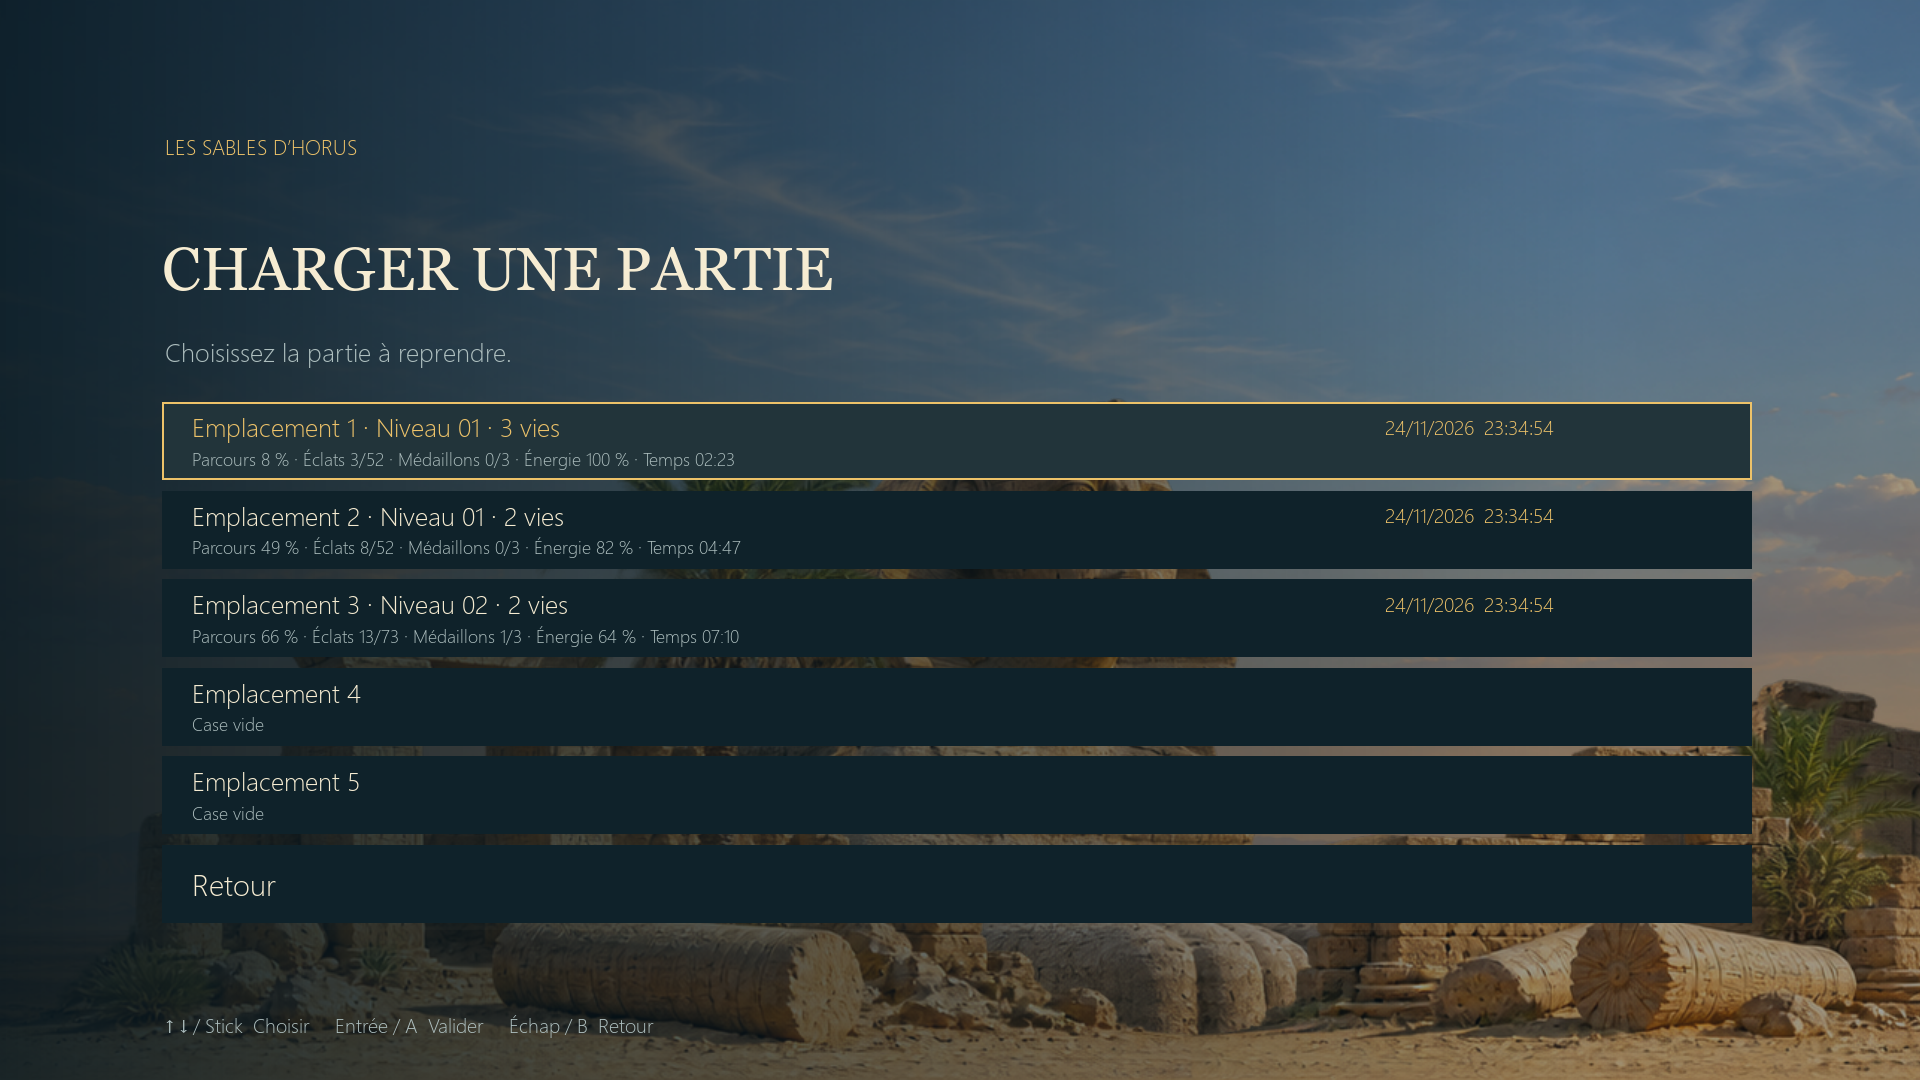 LES SABLES D’HORUS
CHARGER UNE PARTIE
Choisissez la partie à reprendre.
Emplacement 1 · Niveau 01 · 3 vies 24/11/2026 23:34:54
Parcours 8 % · Éclats 3/52 · Médaillons 0/3 · Énergie 100 % · Temps 02:23
Emplacement 2 · Niveau 01 · 2 vies 24/11/2026 23:34:54
Parcours 49 % · Éclats 8/52 · Médaillons 0/3 · Énergie 82 % · Temps 04:47
Emplacement 3 · Niveau 02 · 2 vies 24/11/2026 23:34:54
Parcours 66 % · Éclats 13/73 · Médaillons 1/3 · Énergie 64 % · Temps 07:10
Emplacement 4
Case vide
Emplacement 5
Case vide
Retour
↑ ↓ / Stick Choisir Entrée / A Valider Échap / B Retour